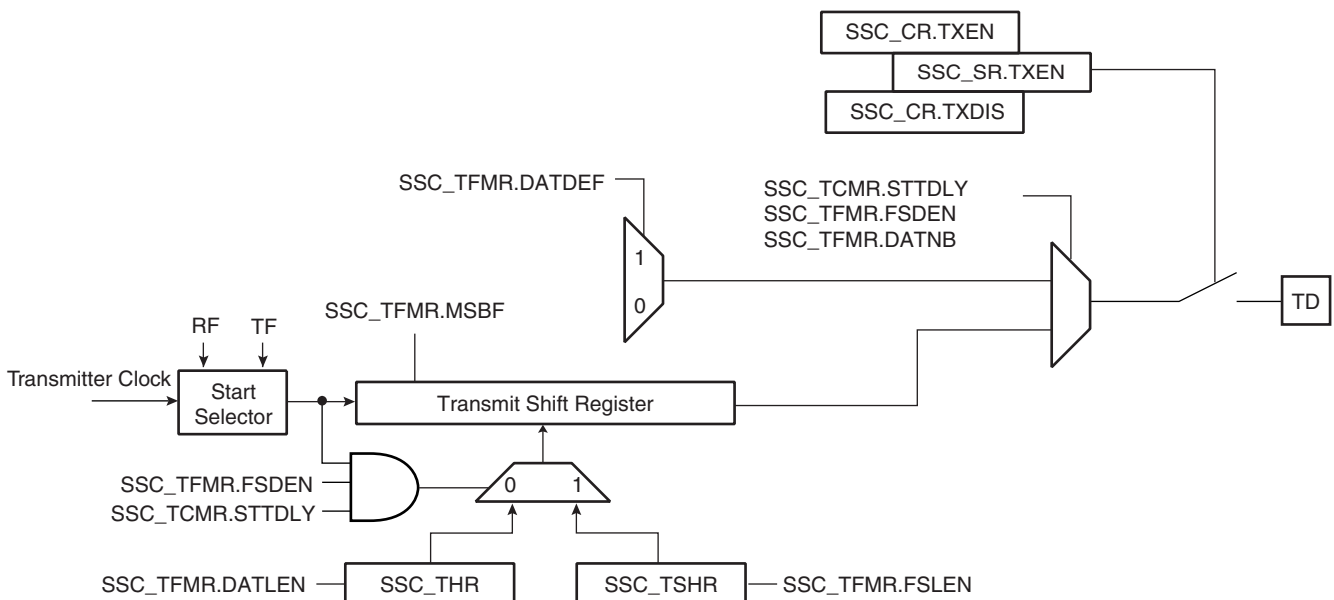 SSC_CR.TXEN
SSC_SR.TXEN
SSC_CR.TXDIS
SSC_TFMR.DATDEF
SSC_TCMR.STTDLY
SSC_TFMR.FSDEN
SSC_TFMR.DATNB
1
0
SSC_TFMR.MSBF
TD
RF TF
Transmitter Clock
Start
Selector
Transmit Shift Register
SSC_TFMR.FSDEN
0 1
SSC_TCMR.STTDLY
SSC_TFMR.DATLEN
SSC_THR
SSC_TSHR
SSC_TFMR.FSLEN